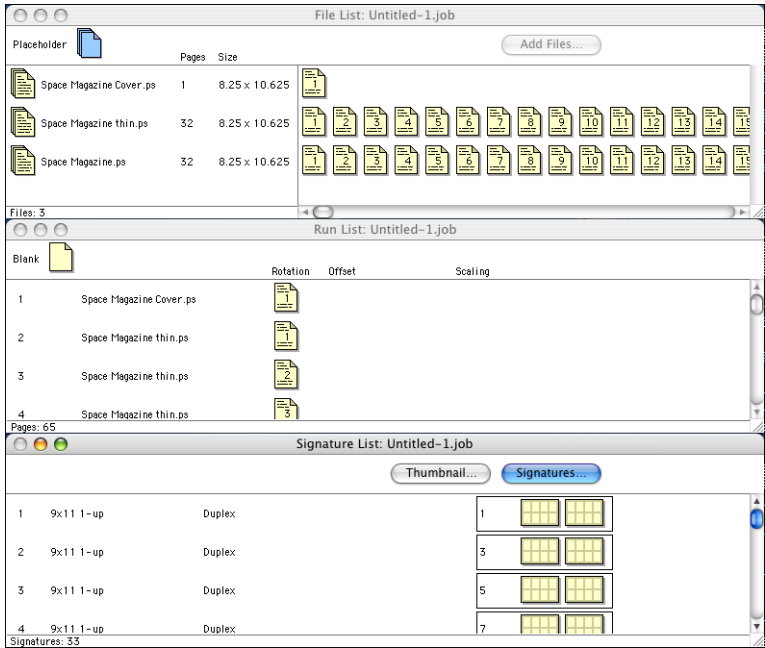 File List: Untitled-1.job
Placeholder Add Files...
Pages Size
Space Magazine Cover.ps 1 8.25 x 10.625 1
Space Magazine thin.ps 32 8.25 x 10.625 1 2 3 4 5 6 7 8 9 10 11 12 13 14 15
Space Magazine.ps 32 8.25 x 10.625 1 2 3 4 5 6 7 8 9 10 11 12 13 14 15
Files: 3
Run List: Untitled-1.job
Blank
Rotation Offset Scaling
1 Space Magazine Cover.ps 1
2 Space Magazine thin.ps 1
3 Space Magazine thin.ps 2
4 Space Magazine thin.ps 3
Pages: 65
Signature List: Untitled-1.job
Thumbnail... Signatures...
1 9x11 1-up Duplex 1
2 9x11 1-up Duplex 3
3 9x11 1-up Duplex 5
4 9x11 1-up Duplex 7
Signatures: 33